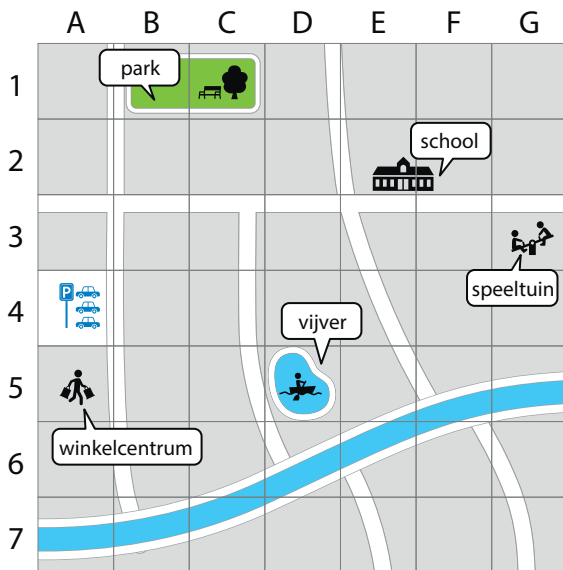 A B C D E F G
1
park
2
school
3
speeltuin
4
P
vijver
5
winkelcentrum
6
7